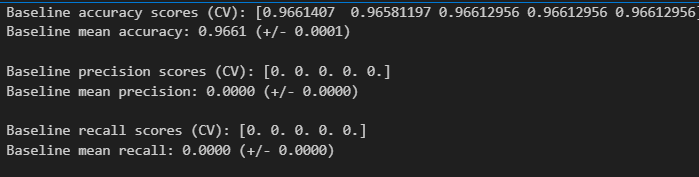 Baseline accuracy scores (CV): [0.9661407  0.96581197 0.96612956 0.96612956 0.96612956]
Baseline mean accuracy: 0.9661 (+/- 0.0001)
Baseline precision scores (CV): [0. 0. 0. 0. 0.]
Baseline mean precision: 0.0000 (+/- 0.0000)
Baseline recall scores (CV): [0. 0. 0. 0. 0.]
Baseline mean recall: 0.0000 (+/- 0.0000)